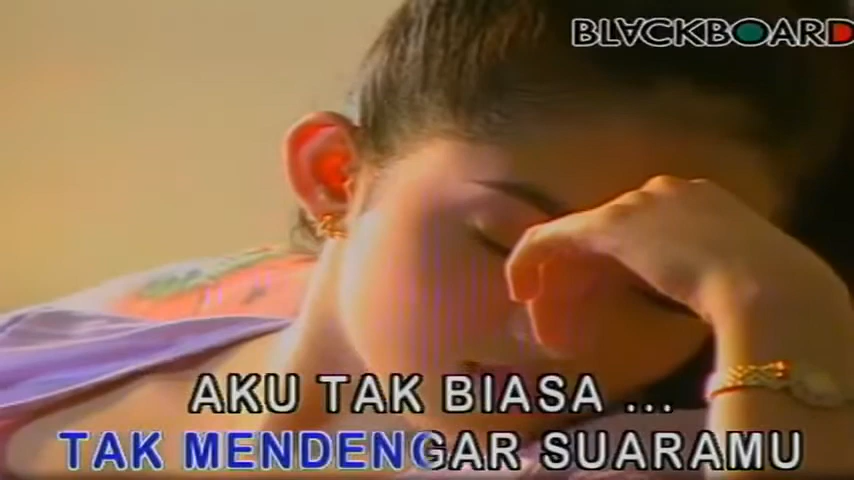 BLACKBOARD
AKU TAK BIASA ...
TAK MENDENGAR SUARAMU